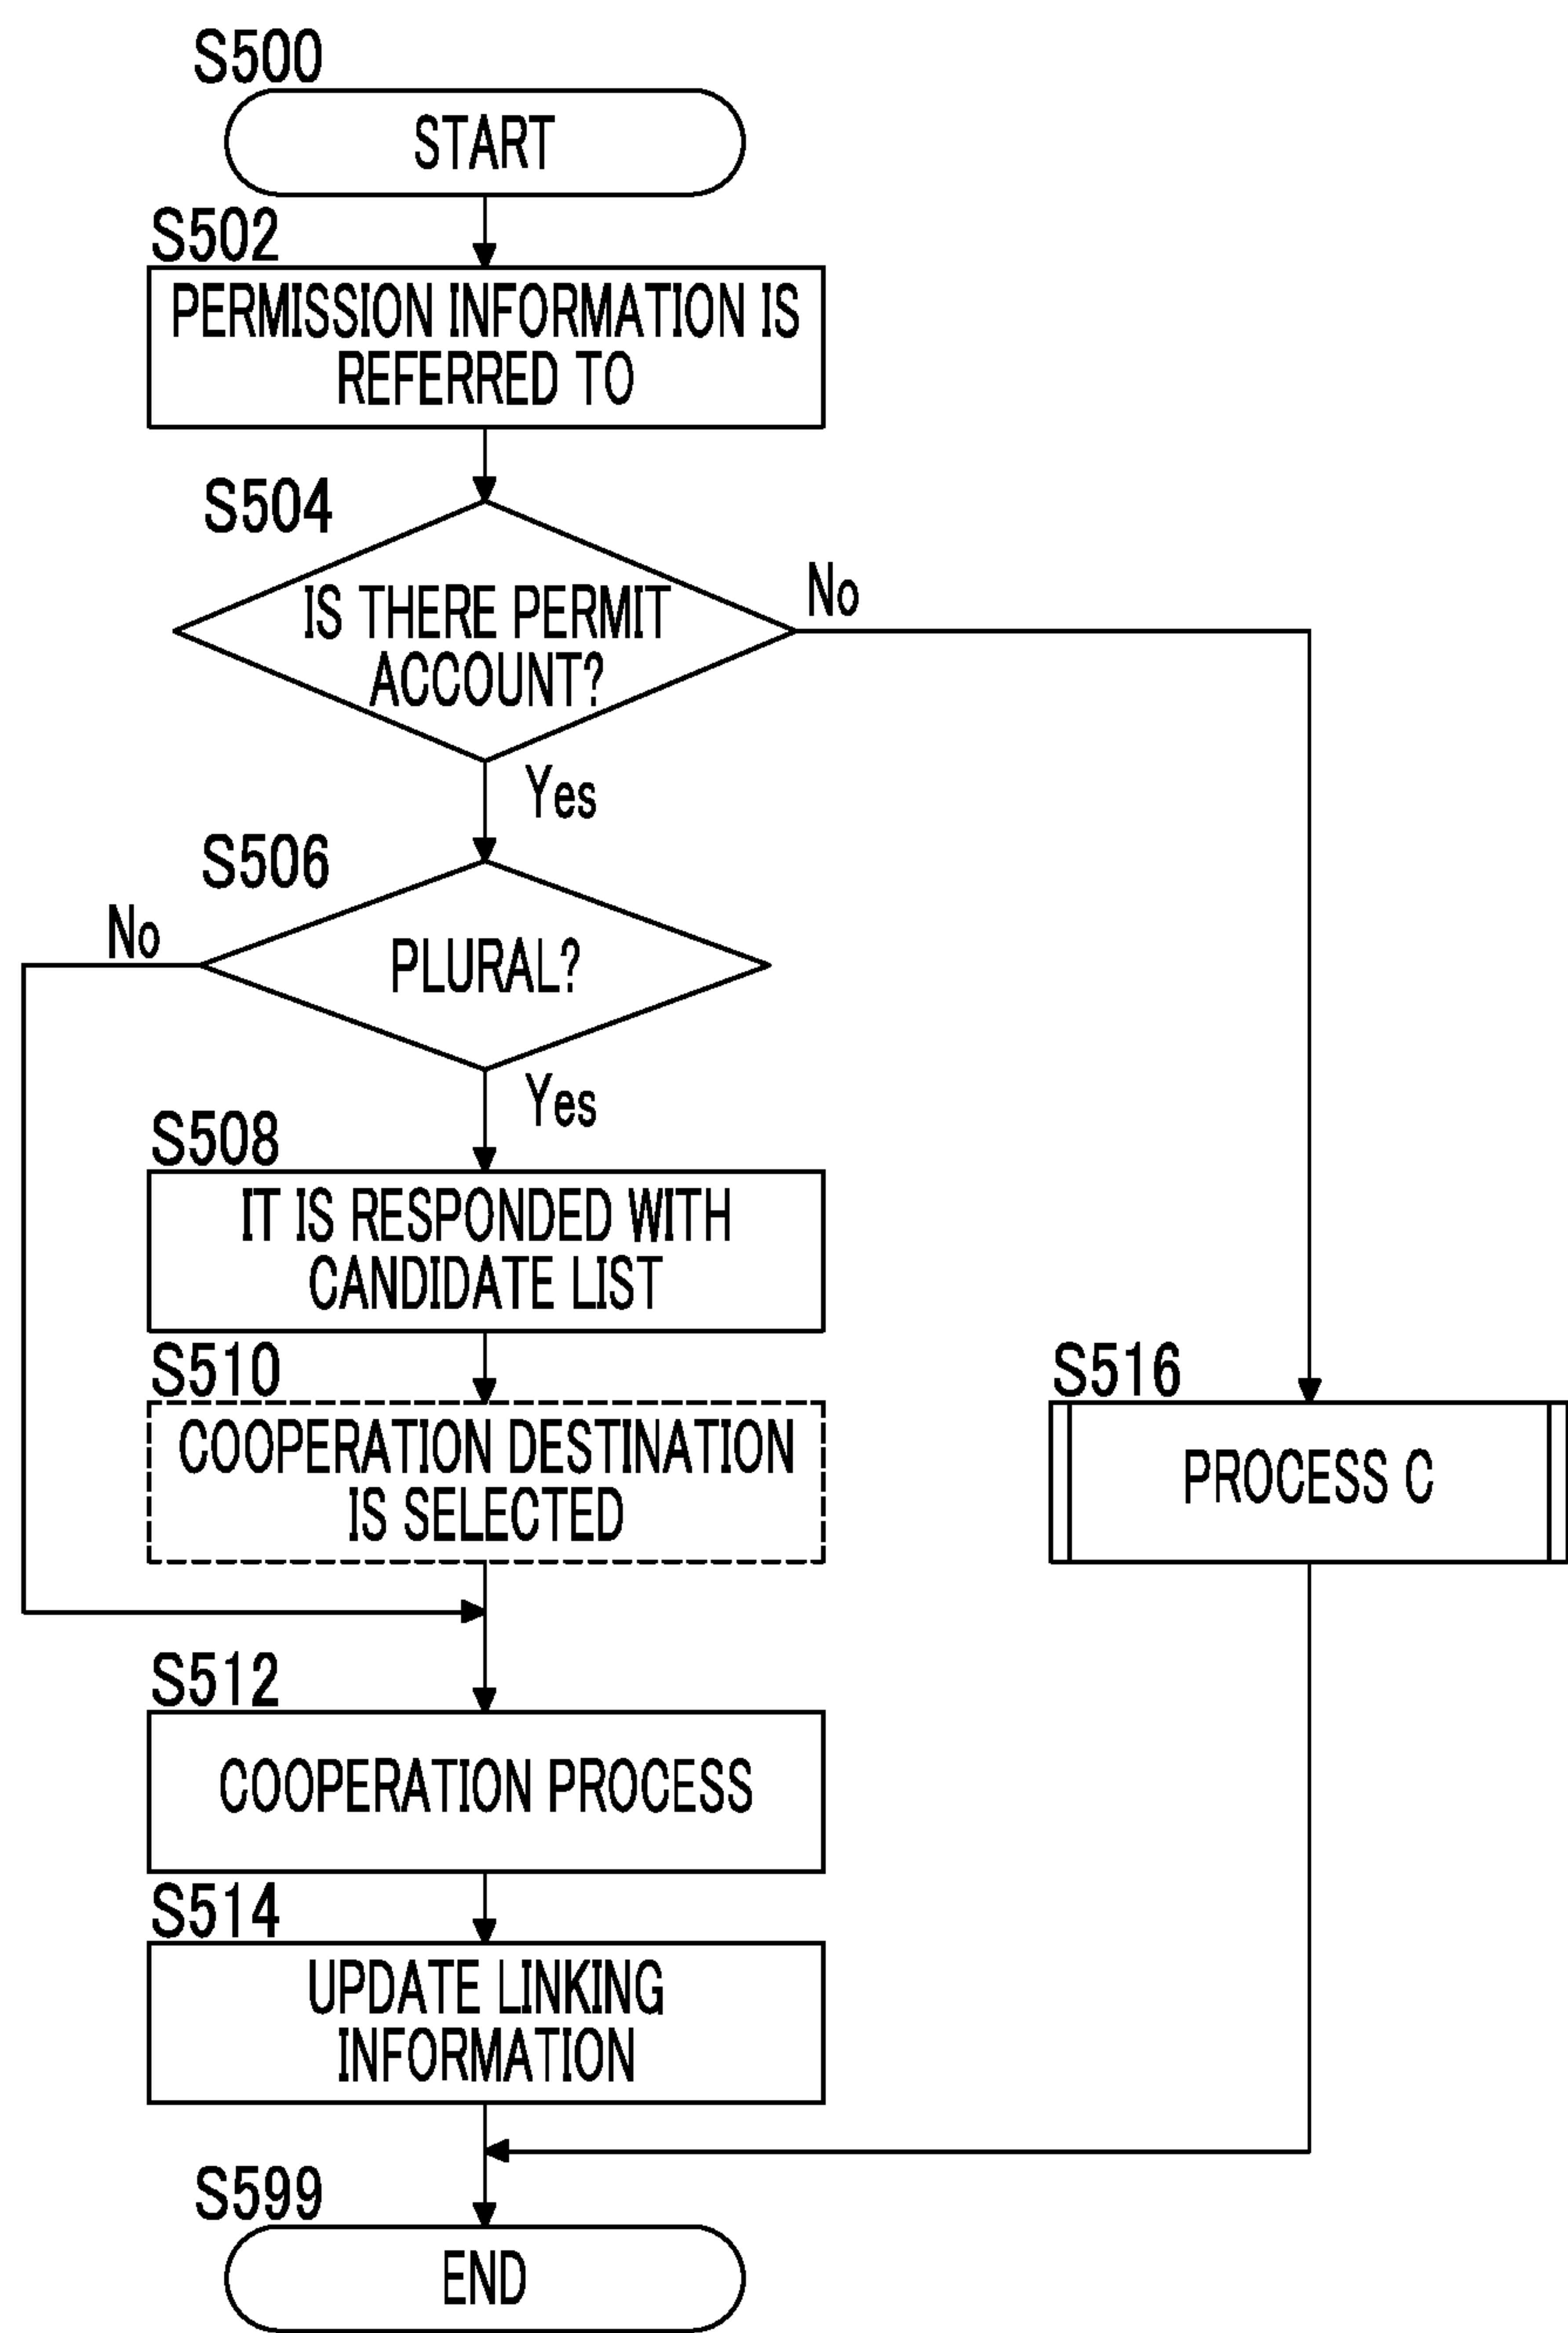 S500
START
S502
PERMISSION INFORMATION IS
REFERRED TO
S504
IS THERE PERMIT
ACCOUNT?
No
Yes
S506
No
PLURAL?
Yes
S508
IT IS RESPONDED WITH
CANDIDATE LIST
S510
COOPERATION DESTINATION
IS SELECTED
S516
PROCESS C
S512
COOPERATION PROCESS
S514
UPDATE LINKING
INFORMATION
S599
END